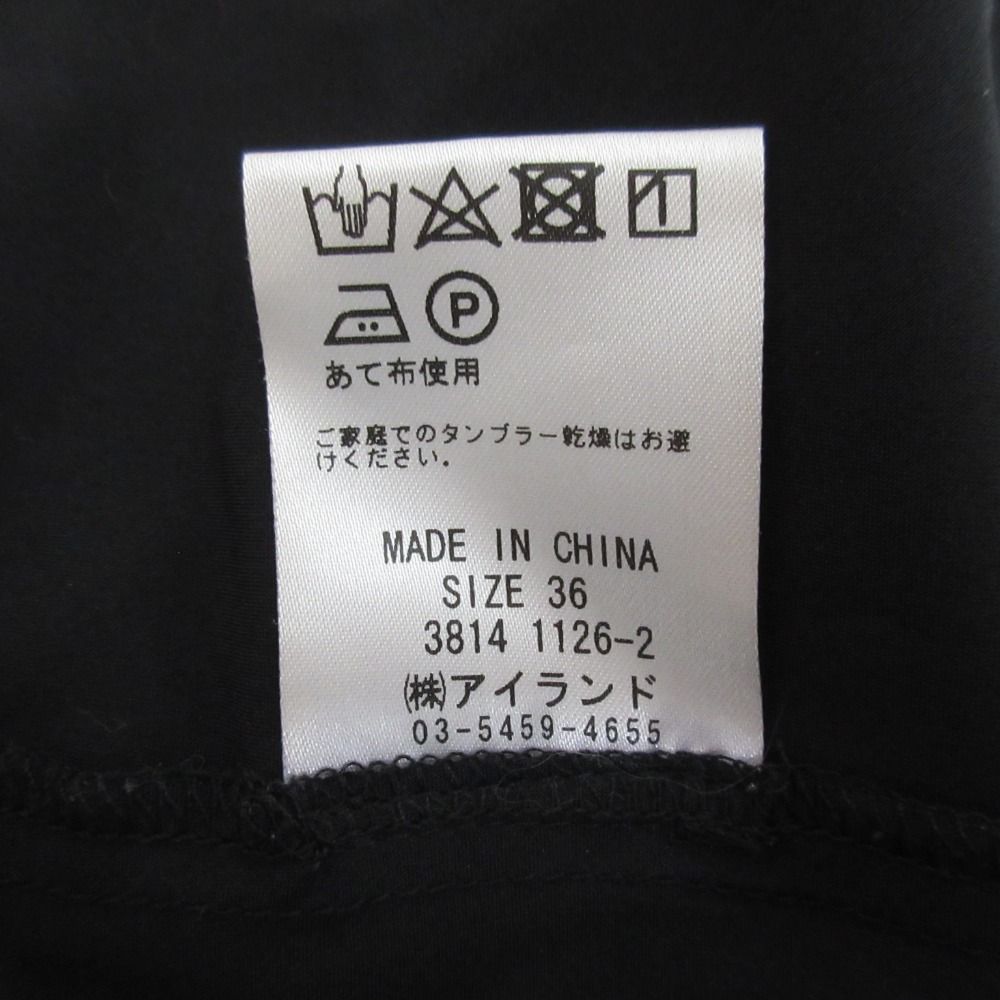 P
あて布使用
ご家庭でのタンブラー乾燥はお避
けください.
MADE IN CHINA
SIZE 36
3814 1126-2
㈱アイランド
03-5459-4655